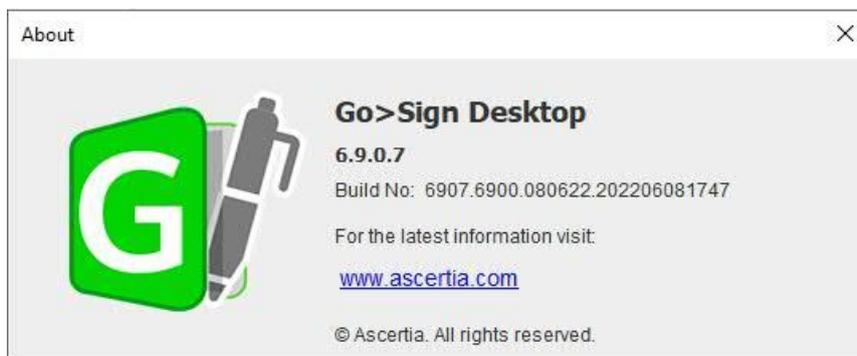 About
G
Go>Sign Desktop
6.9.0.7
Build No: 6907.6900.080622.202206081747
For the latest information visit:
www.ascertia.com
© Ascertia. All rights reserved.